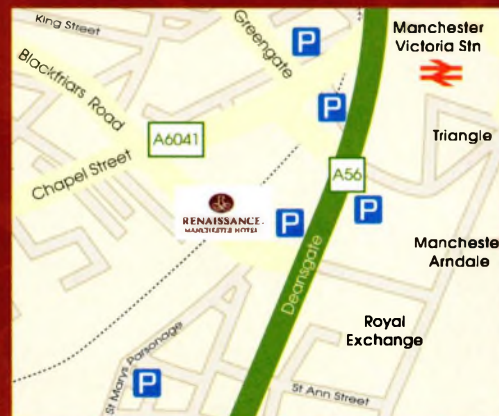 King Street
Greengate
P
Manchester
Victoria Stn
Blackfriars Road
P
Triangle
A6041
Chapel Street
A56
RENAISSANCE.
MANCHESTER HOTEL
P
P
Mancheste
Arndale
Deansgate
Royal
Exchange
St Marys Parsonage
P
St Ann Street